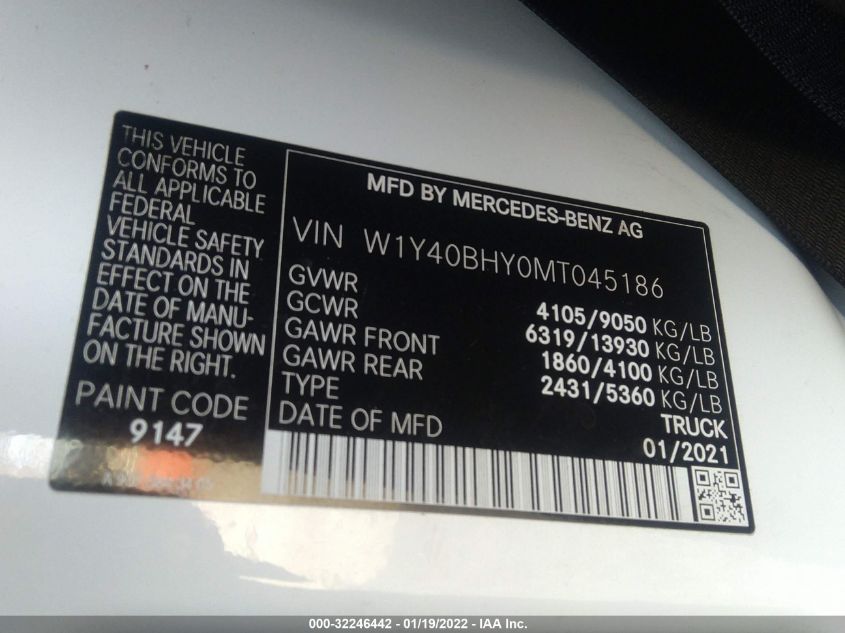 THIS VEHICLE
CONFORMS TO
ALL APPLICABLE
FEDERAL
VEHICLE SAFETY
STANDARDS IN
EFFECT ON THE
DATE OF MANU-
FACTURE SHOWN
ON THE RIGHT.
PAINT CODE
9147
MFD BY MERCEDES-BENZ AG
VIN W1Y40BHY0MT045186
GVWR 4105/9050 KG/LB
GCWR 6319/13930 KG/LB
GAWR FRONT 1860/4100 KG/LB
GAWR REAR 2431/5360 KG/LB
TYPE TRUCK
DATE OF MFD 01/2021
000-32246442 - 01/19/2022 - IAA Inc.